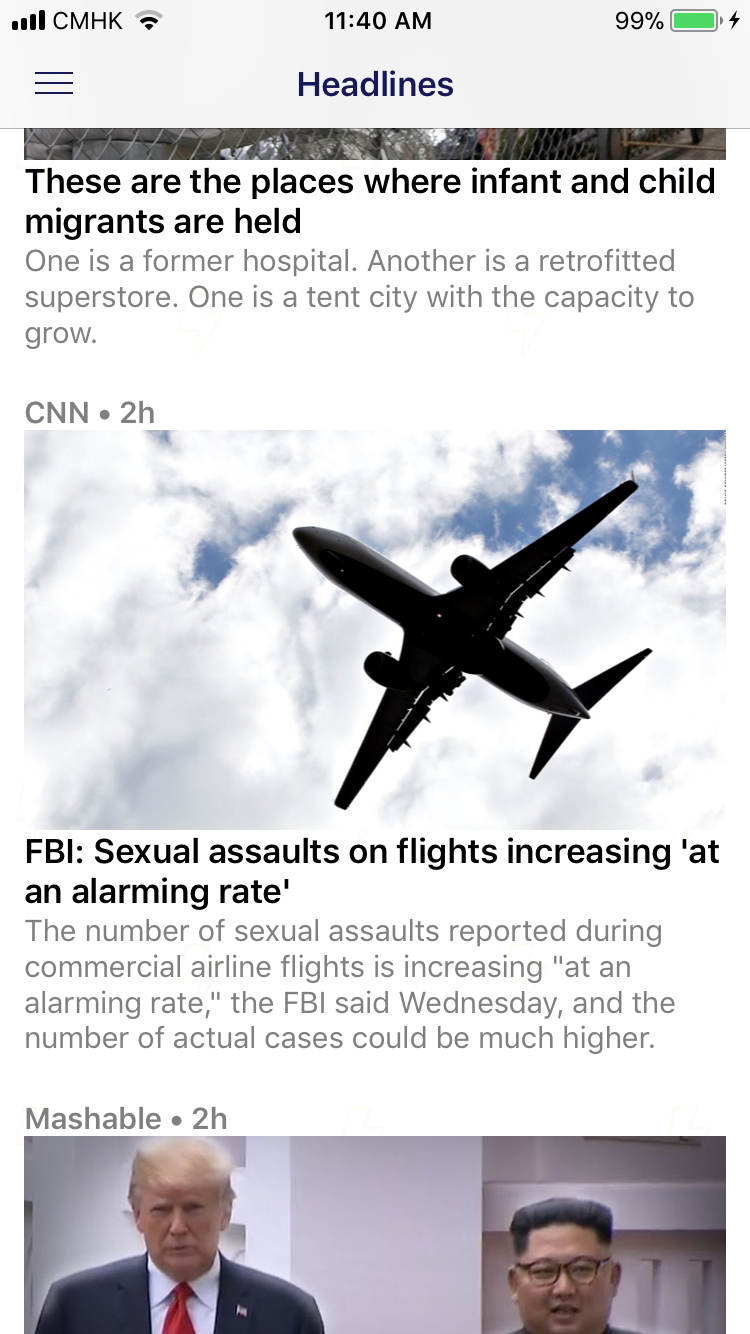 CMHK 11:40 AM 99%
Headlines
These are the places where infant and child
migrants are held
One is a former hospital. Another is a retrofitted
superstore. One is a tent city with the capacity to
grow.
CNN • 2h
FBI: Sexual assaults on flights increasing 'at
an alarming rate'
The number of sexual assaults reported during
commercial airline flights is increasing "at an
alarming rate," the FBI said Wednesday, and the
number of actual cases could be much higher.
Mashable • 2h